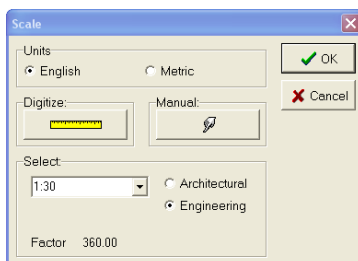 Scale
Units
English Metric
OK
Cancel
Digitize: Manual:
Select:
1:30
Architectural
Engineering
Factor 360.00